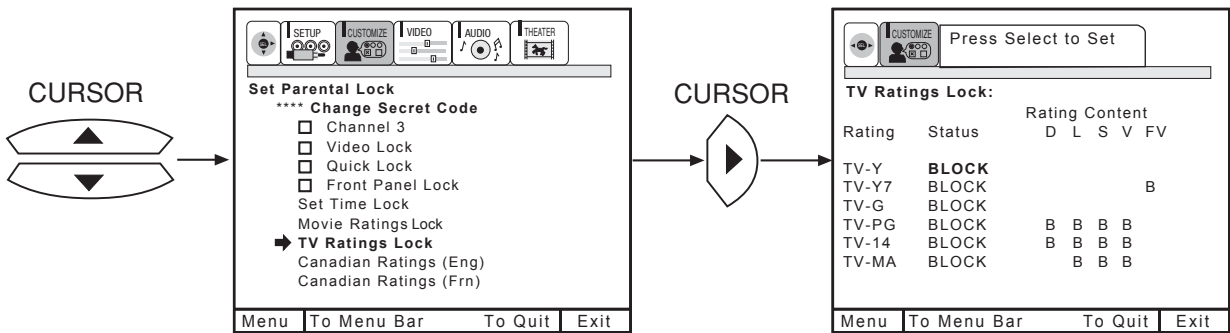 CURSOR
SETUP
CUSTOMIZE
VIDEO
AUDIO
THEATER
SEL
Set Parental Lock
**** Change Secret Code
Channel 3
Video Lock
Quick Lock
Front Panel Lock
Set Time Lock
Movie Ratings Lock
TV Ratings Lock
Canadian Ratings (Eng)
Canadian Ratings (Frn)
Menu To Menu Bar To Quit Exit
CURSOR
SEL
CUSTOMIZE
Press Select to Set
TV Ratings Lock:
Rating Content
Rating Status D L S V FV
TV-Y BLOCK
TV-Y7 BLOCK B
TV-G BLOCK
TV-PG BLOCK B B B B
TV-14 BLOCK B B B B
TV-MA BLOCK B B B
Menu To Menu Bar To Quit Exit